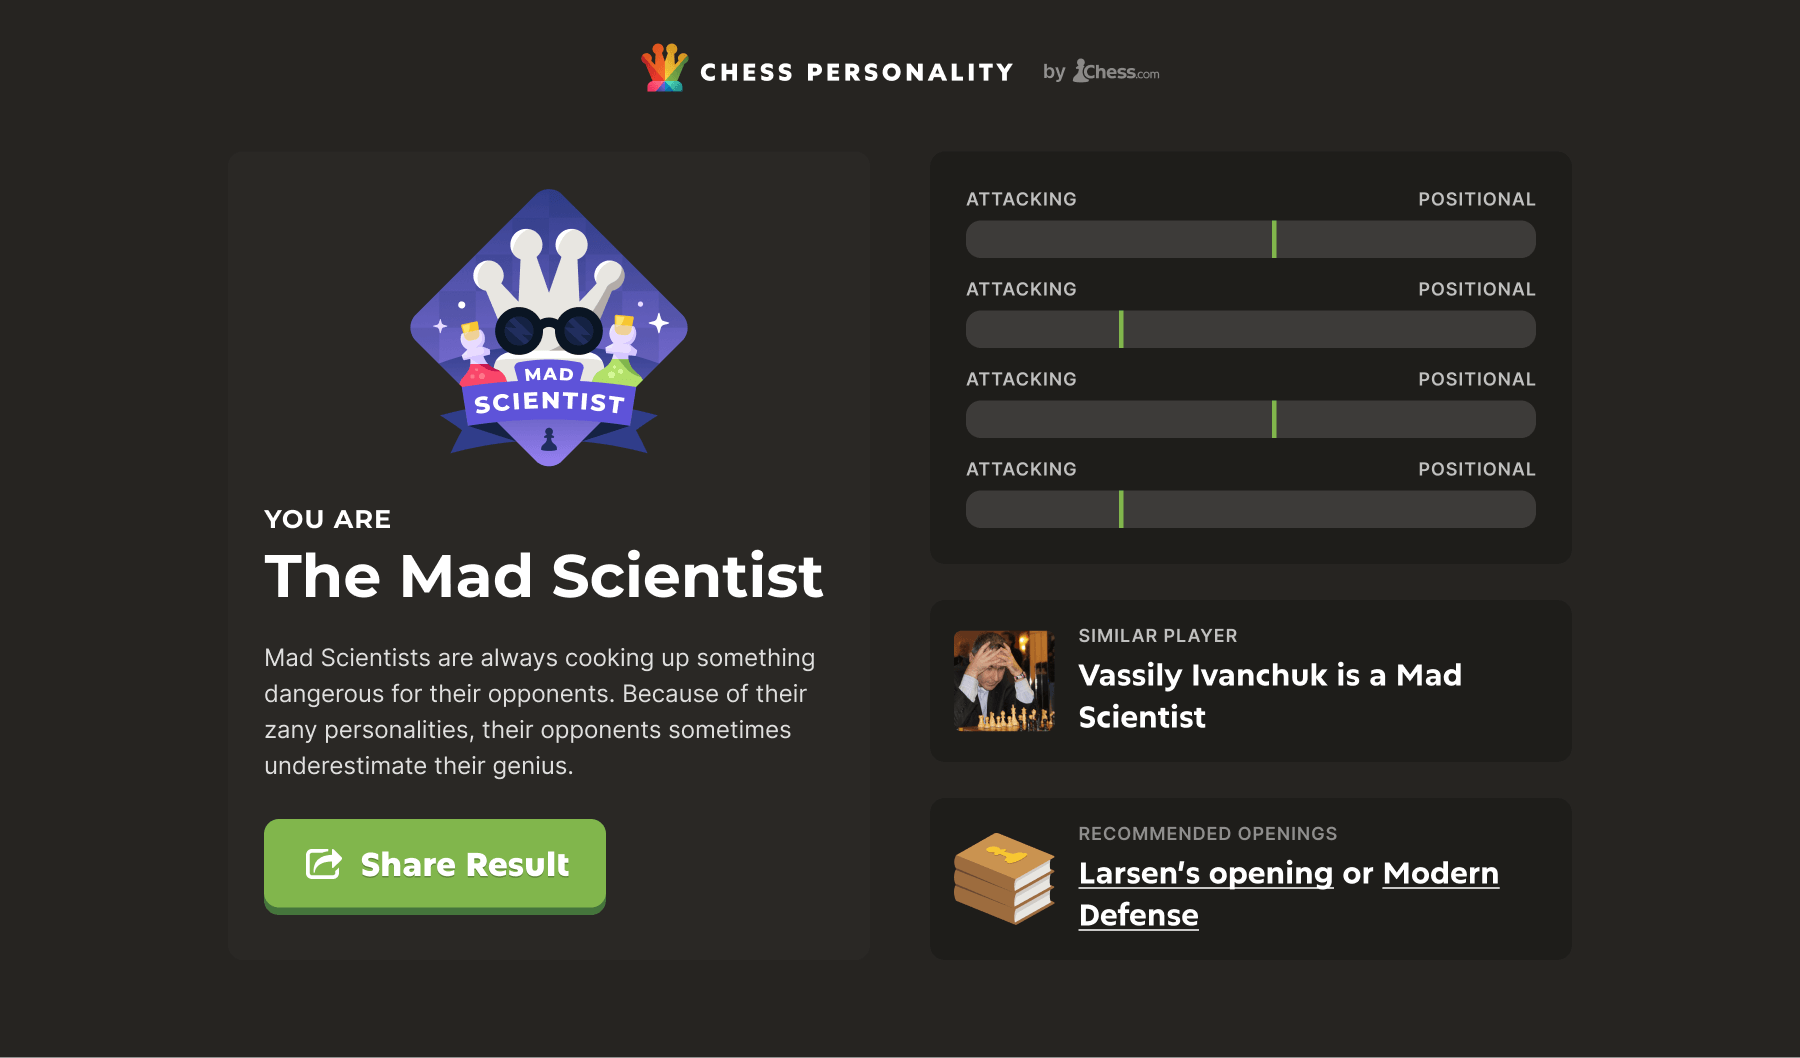 CHESS PERSONALITY by Chess.com
MAD
SCIENTIST
YOU ARE
The Mad Scientist
Mad Scientists are always cooking up something
dangerous for their opponents. Because of their
zany personalities, their opponents sometimes
underestimate their genius.
Share Result
ATTACKING POSITIONAL
ATTACKING POSITIONAL
ATTACKING POSITIONAL
ATTACKING POSITIONAL
SIMILAR PLAYER
Vassily Ivanchuk is a Mad
Scientist
RECOMMENDED OPENINGS
Larsen's opening or Modern
Defense